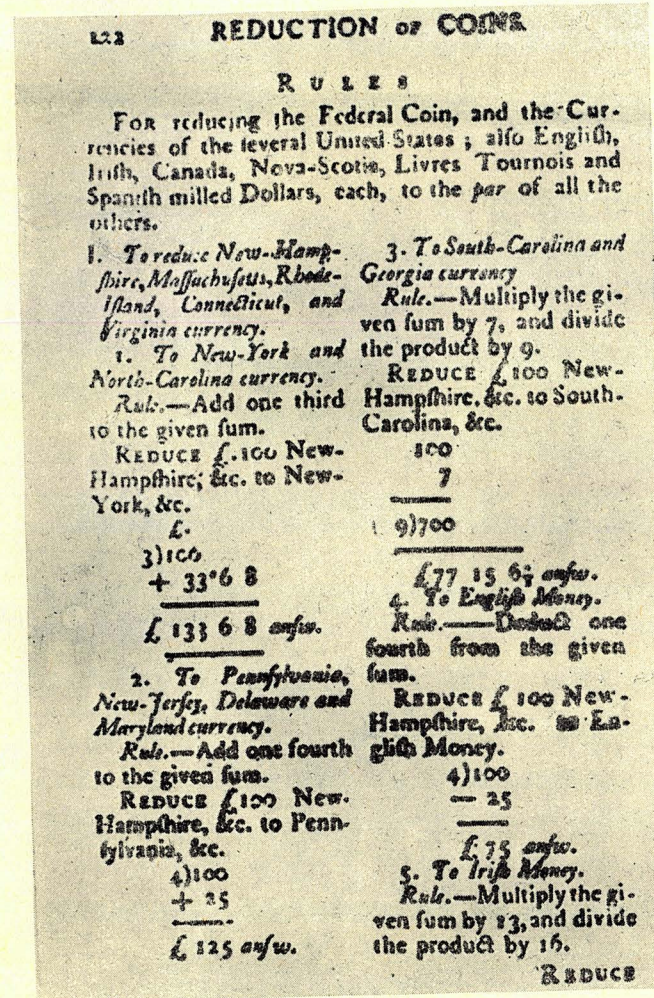 122 REDUCTION OF COINS.
RULES
FOR reducing the Federal Coin, and the Cur-
rencies of the ſeveral United States ; alſo Engliſh,
Iriſh, Canada, Nova-Scotia, Livres Tournois and
Spaniſh milled Dollars, each, to the par of all the
others.
I. To reduce New-Hamp-
ſhire, Maſſachuſetts, Rhode-
Iſland, Connecticut, and
Virginia currency.
1. To New-York and
North-Carolina currency.
Rule.—Add one third
to the given ſum.
REDUCE £.100 New-
Hampſhire, &c. to New-
York, &c.
£.
3)100
+ 33 6 8
£ 133 6 8 anſw.
2. To Pennſylvania,
New-Jerſey, Delaware and
Maryland currency.
Rule.—Add one fourth
to the given ſum.
REDUCE £100 New-
Hampſhire, &c. to Penn-
ſylvania, &c.
4)100
+ 25
£ 125 anſw.
3. To South-Carolina and
Georgia currency
Rule.—Multiply the gi-
ven ſum by 7, and divide
the product by 9.
REDUCE £100 New-
Hampſhire, &c. to South-
Carolina, &c.
100
7
9)700
£77 15 6 anſw.
4. To Engliſh Money.
Rule.—Deduct one
fourth from the given
ſum.
REDUCE £ 100 New-
Hampſhire, &c. to En-
gliſh Money.
4)100
— 25
£ 75 anſw.
5. To Iriſh Money.
Rule.—Multiply the gi-
ven ſum by 13, and divide
the product by 16.
REDUCE